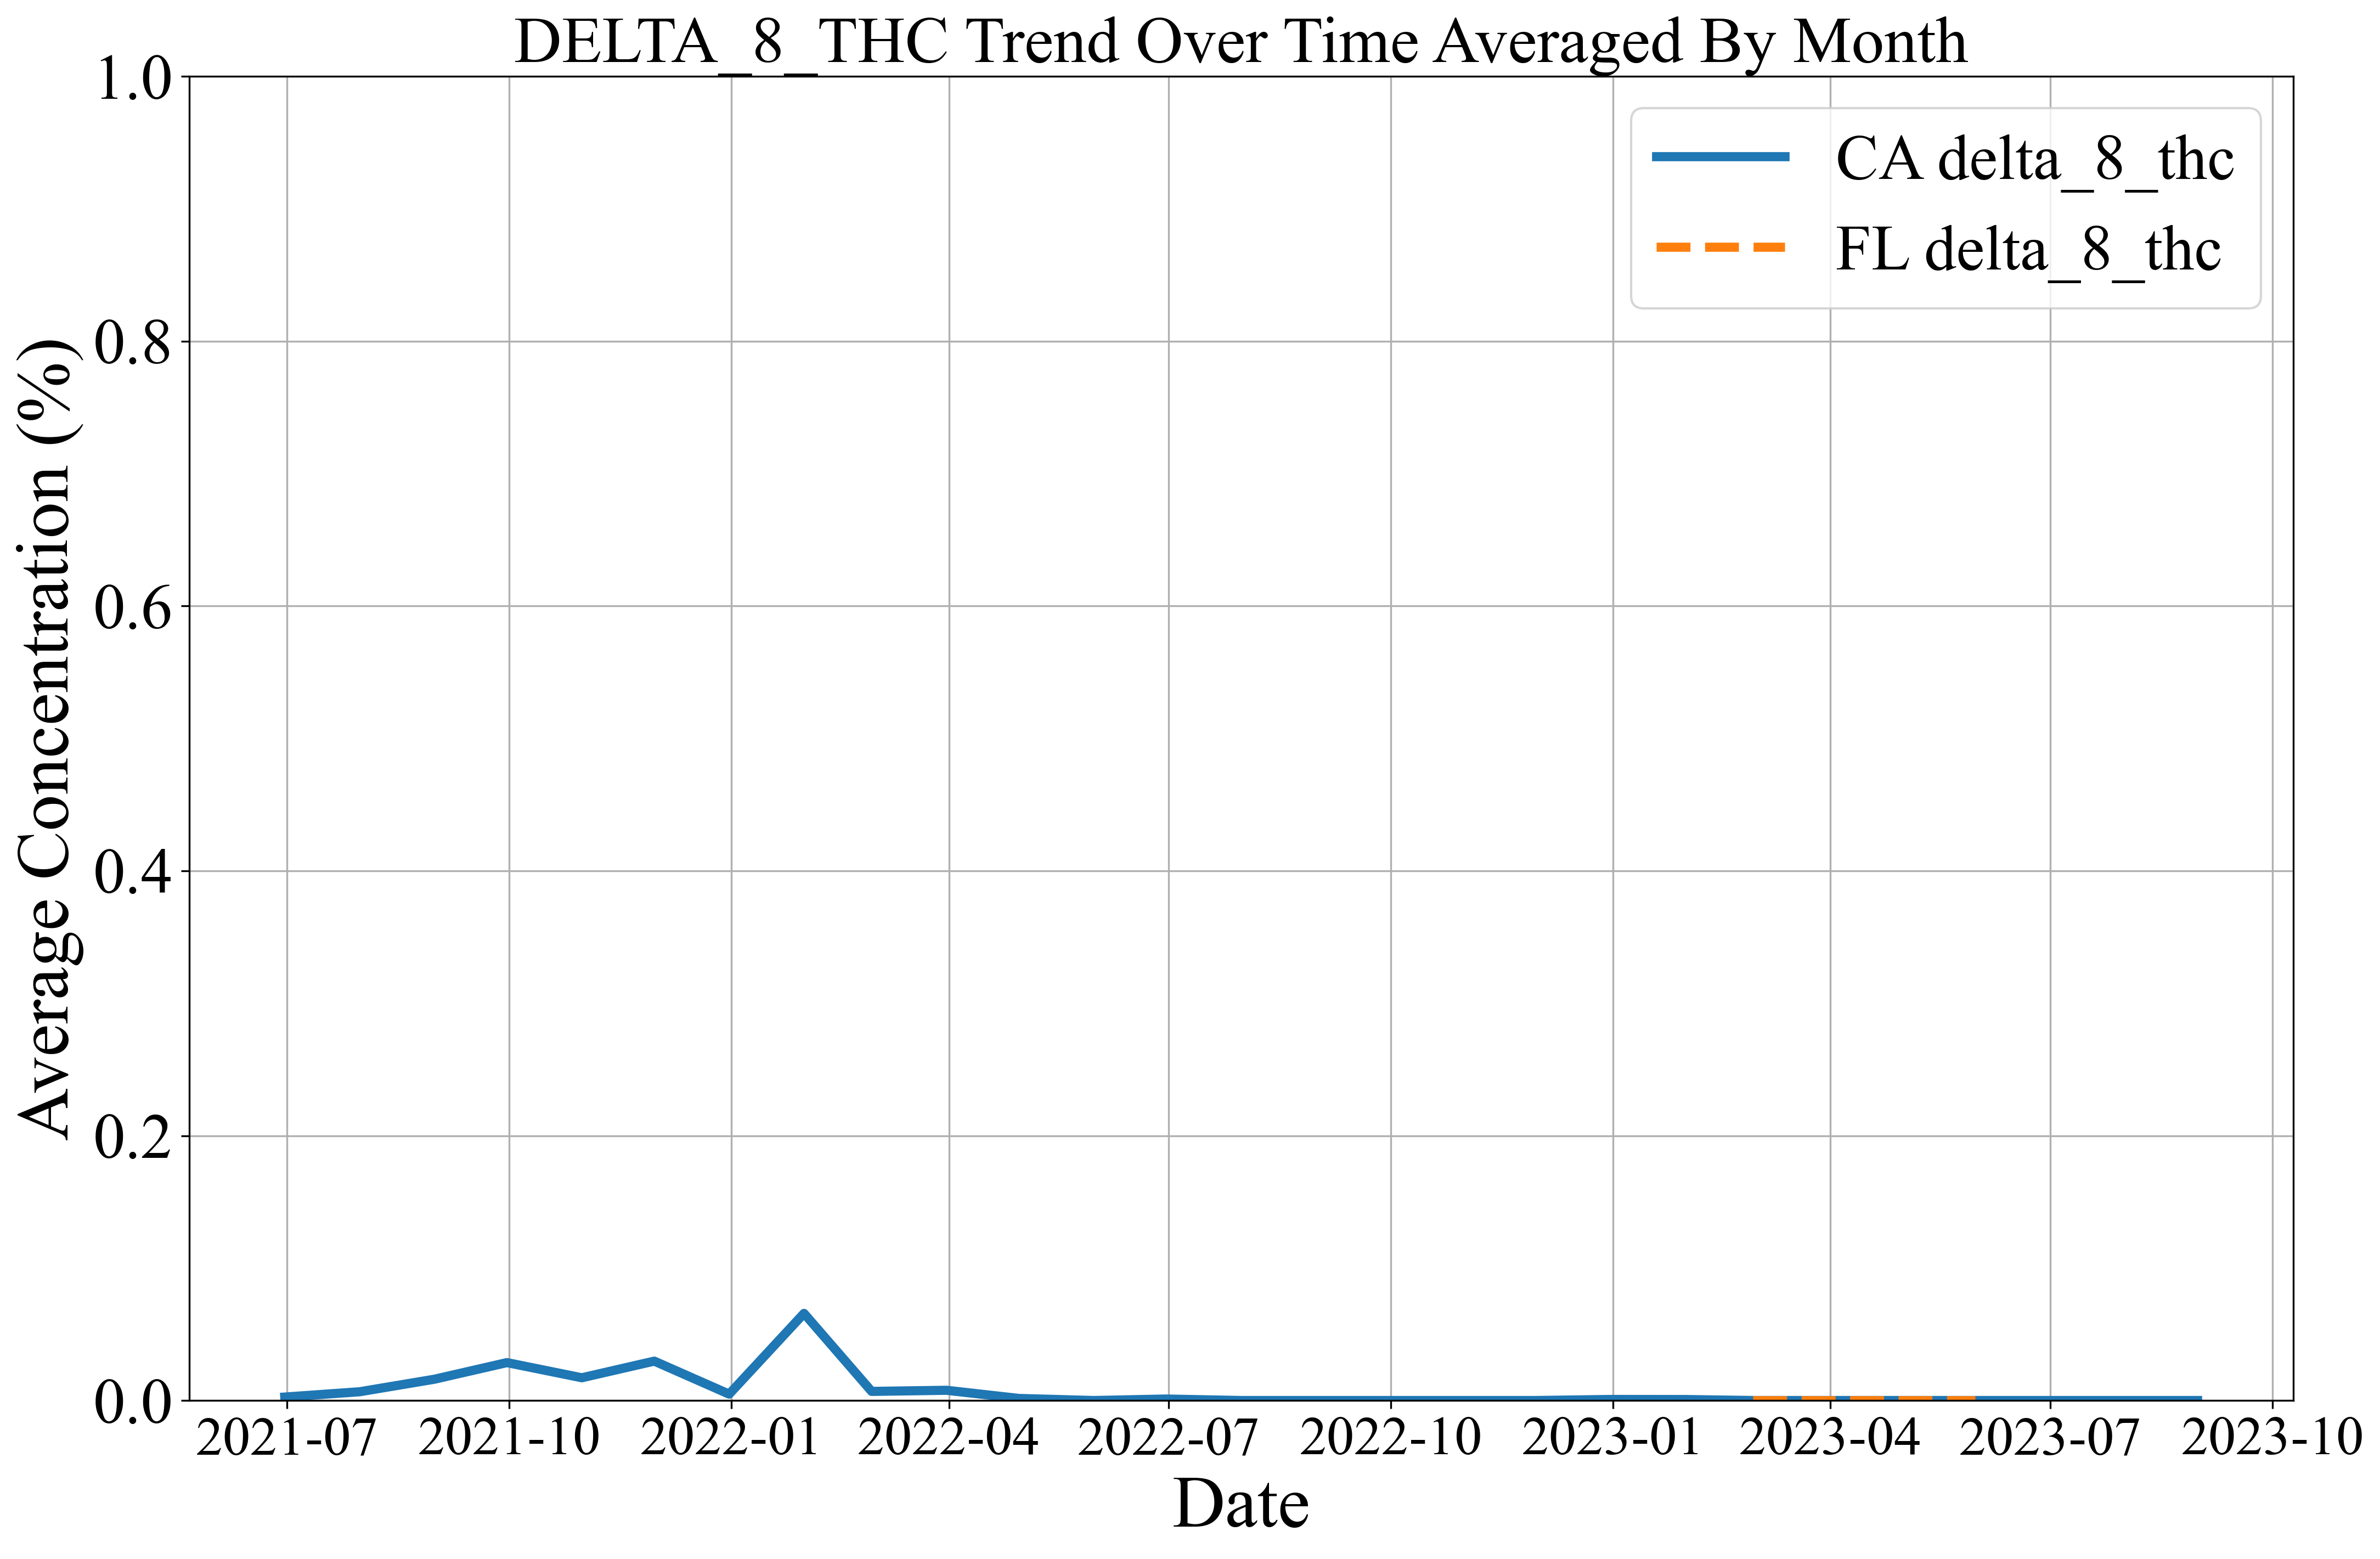 DELTA_8_THC Trend Over Time Averaged By Month
1.0
0.8
0.6
0.4
0.2
0.0
Average Concentration (%)
CA delta_8_thc
FL delta_8_thc
2021-07 2021-10 2022-01 2022-04 2022-07 2022-10 2023-01 2023-04 2023-07 2023-10
Date